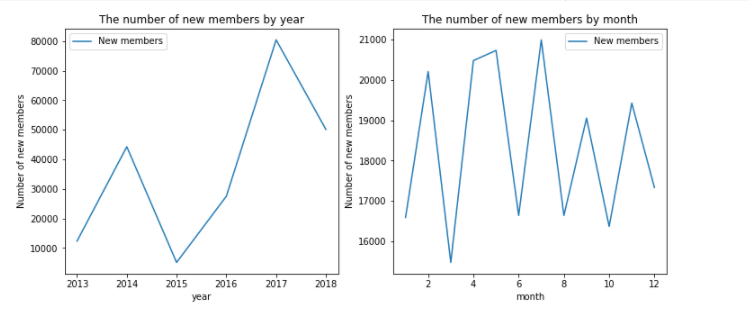 The number of new members by year
New members
80000
70000
60000
50000
40000
30000
20000
10000
Number of new members
2013 2014 2015 2016 2017 2018
year
The number of new members by month
New members
21000
20000
19000
18000
17000
16000
Number of new members
2 4 6 8 10 12
month